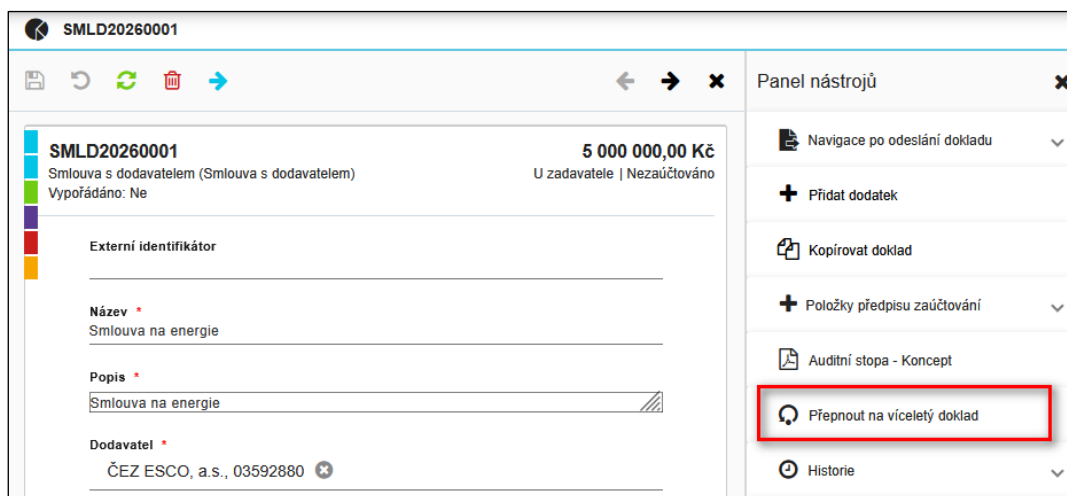 SMLD20260001
Panel nástrojů
SMLD20260001 5 000 000,00 Kč
Smlouva s dodavatelem (Smlouva s dodavatelem) U zadavatele | Nezaúčtováno
Vypořádáno: Ne
Externí identifikátor
Název *
Smlouva na energie
Popis *
Smlouva na energie
Dodavatel *
ČEZ ESCO, a.s., 03592880
Navigace po odeslání dokladu
Přidat dodatek
Kopírovat doklad
Položky předpisu zaúčtování
Auditní stopa - Koncept
Přepnout na víceletý doklad
Historie